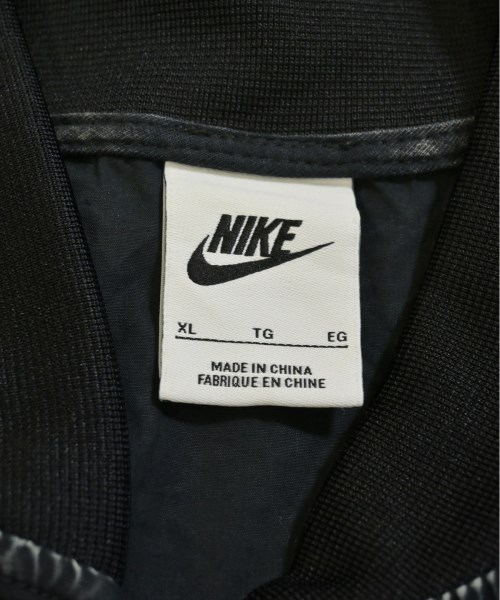 NIKE
XL TG EG
MADE IN CHINA
FABRIQUE EN CHINE